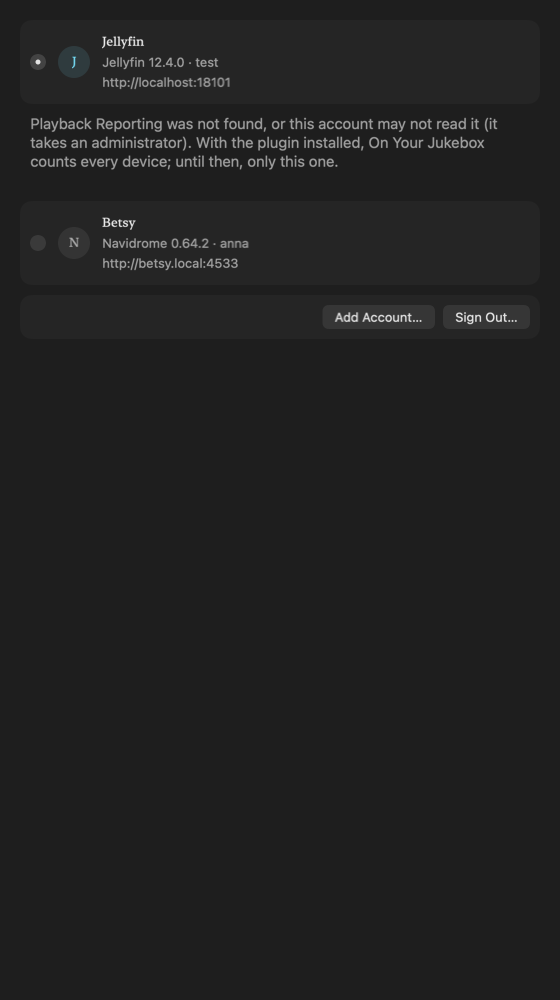 Jellyfin
J
Jellyfin 12.4.0 · test
http://localhost:18101
Playback Reporting was not found, or this account may not read it (it
takes an administrator). With the plugin installed, On Your Jukebox
counts every device; until then, only this one.
Betsy
N
Navidrome 0.64.2 · anna
http://betsy.local:4533
Add Account... Sign Out...